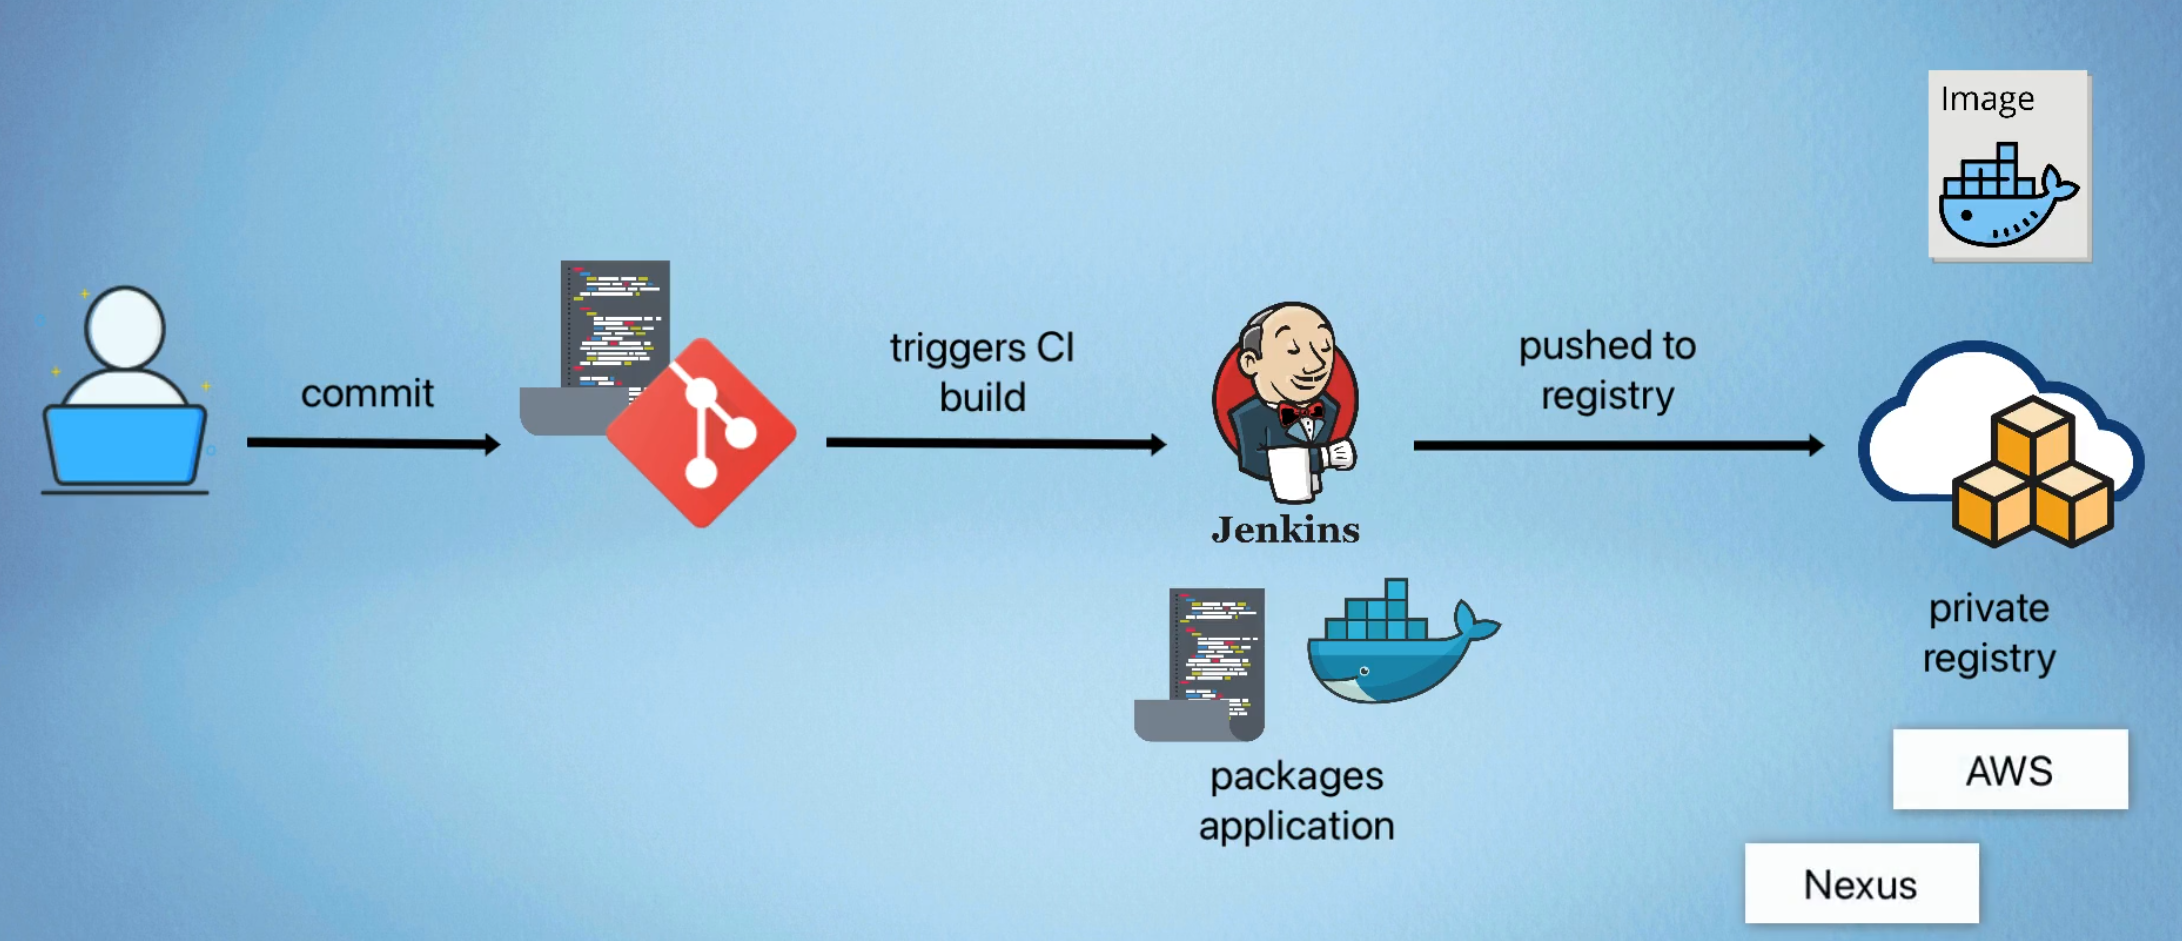 Image
commit
triggers CI
build
pushed to
registry
Jenkins
packages
application
private
registry
AWS
Nexus